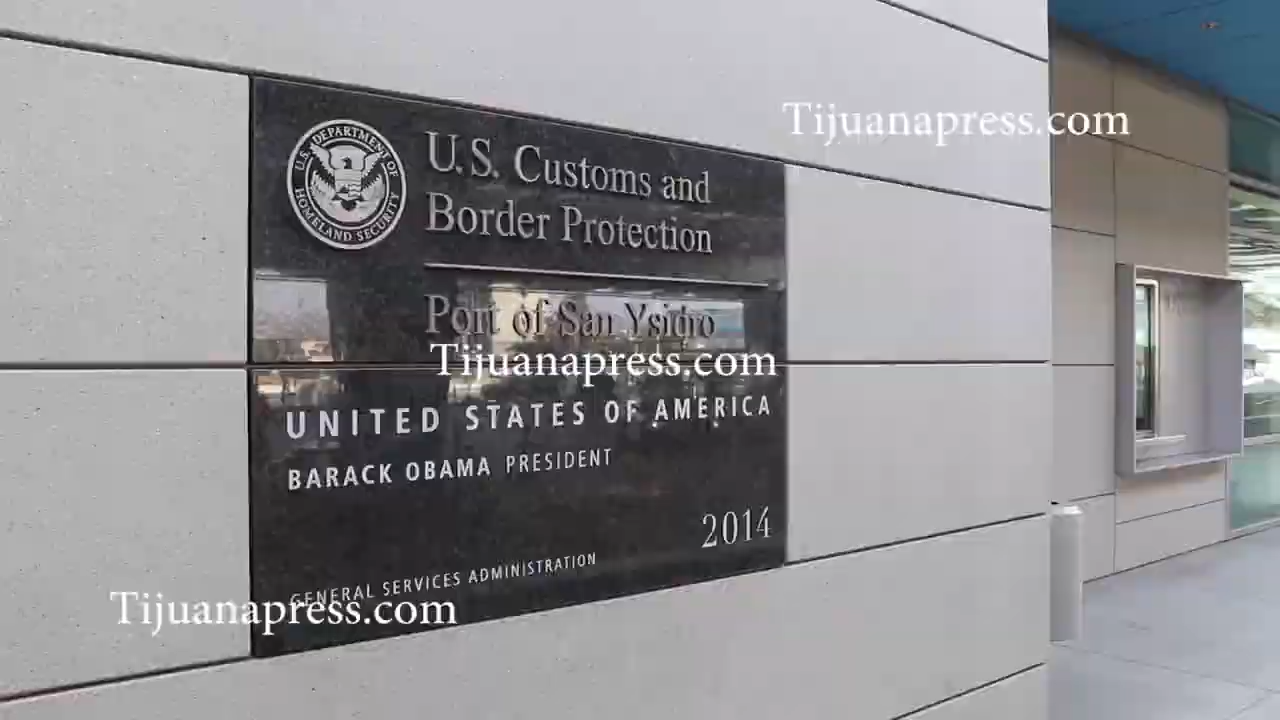 Tijuanapress.com
U.S. DEPARTMENT OF
HOMELAND SECURITY
U.S. Customs and
Border Protection
Port of San Ysidro
Tijuanapress.com
UNITED STATES OF AMERICA
BARACK OBAMA PRESIDENT
2014
GENERAL SERVICES ADMINISTRATION
Tijuanapress.com